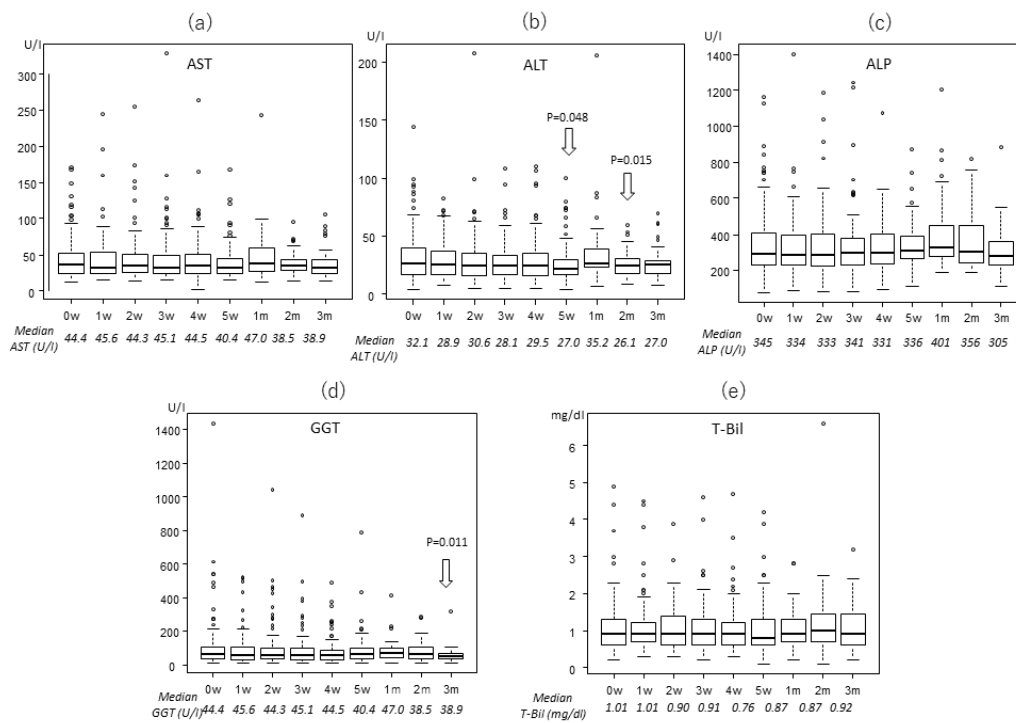 (a)
U/l
AST
300
250
200
150
100
50
0
0w 1w 2w 3w 4w 5w 1m 2m 3m
Median
AST (U/l)
44.4 45.6 44.3 45.1 44.5 40.4 47.0 38.5 38.9
(b)
U/l
ALT
200
150
100
50
0
P=0.048
P=0.015
0w 1w 2w 3w 4w 5w 1m 2m 3m
Median
ALT (U/l)
32.1 28.9 30.6 28.1 29.5 27.0 35.2 26.1 27.0
(c)
U/l
ALP
1400
1200
1000
800
600
400
200
0w 1w 2w 3w 4w 5w 1m 2m 3m
Median
ALP (U/l)
345 334 333 341 331 336 401 356 305
(d)
U/l
GGT
1400
1200
1000
800
600
400
200
0
P=0.011
0w 1w 2w 3w 4w 5w 1m 2m 3m
Median
GGT (U/l)
44.4 45.6 44.3 45.1 44.5 40.4 47.0 38.5 38.9
(e)
mg/dl
T-Bil
6
5
4
3
2
1
0
0w 1w 2w 3w 4w 5w 1m 2m 3m
Median
T-Bil (mg/dl)
1.01 1.01 0.90 0.91 0.76 0.87 0.87 0.92